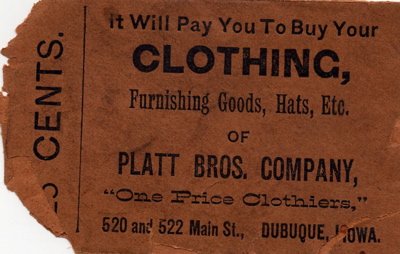 It Will Pay You To Buy Your
CLOTHING,
Furnishing Goods, Hats, Etc.
OF
PLATT BROS. COMPANY,
"One Price Clothiers,"
520 and 522 Main St., DUBUQUE, IOWA.
CENTS.